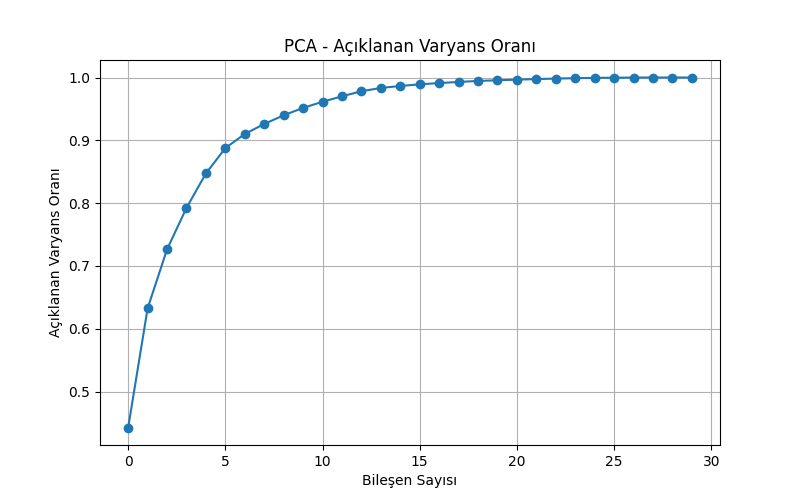 PCA - Açıklanan Varyans Oranı
1.0
0.9
0.8
0.7
0.6
0.5
Açıklanan Varyans Oranı
0 5 10 15 20 25 30
Bileşen Sayısı